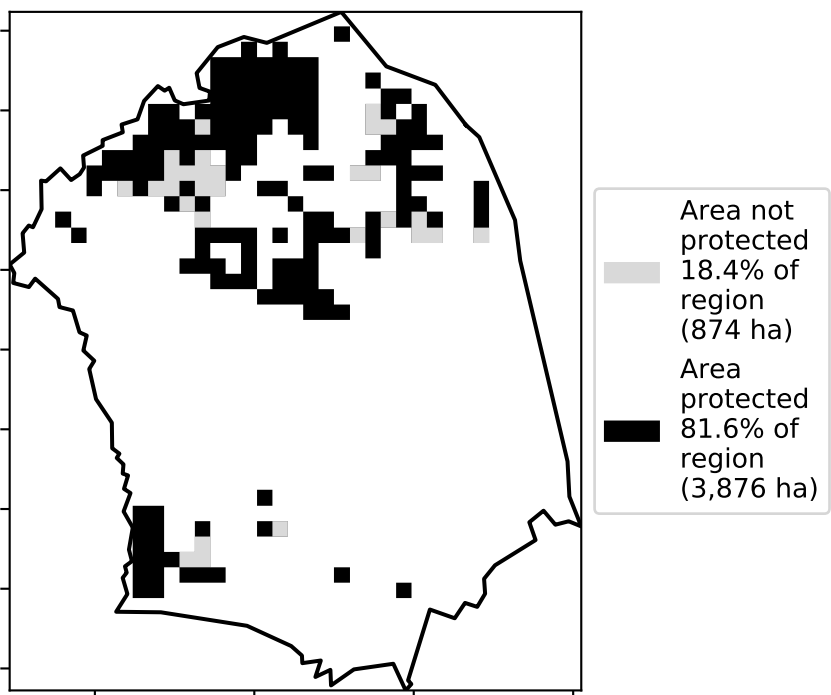 Area not
protected
18.4% of
region
(874 ha)
Area
protected
81.6% of
region
(3,876 ha)